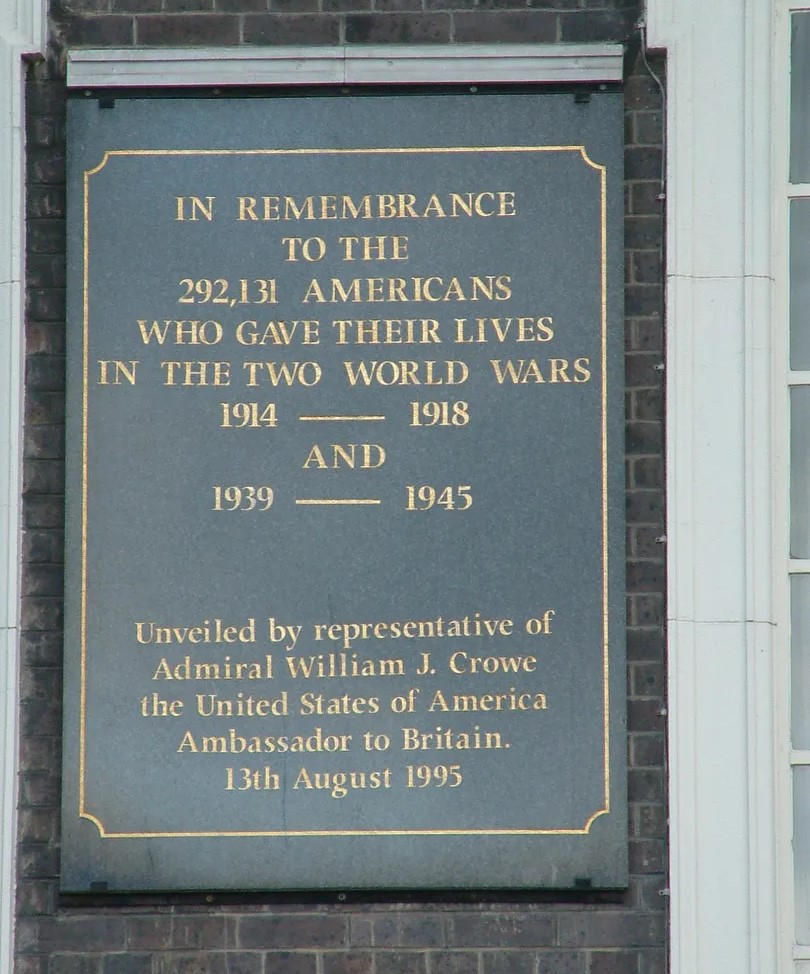 IN REMEMBRANCE
TO THE
292,131 AMERICANS
WHO GAVE THEIR LIVES
IN THE TWO WORLD WARS
1914 — 1918
AND
1939 — 1945
Unveiled by representative of
Admiral William J. Crowe
the United States of America
Ambassador to Britain.
13th August 1995